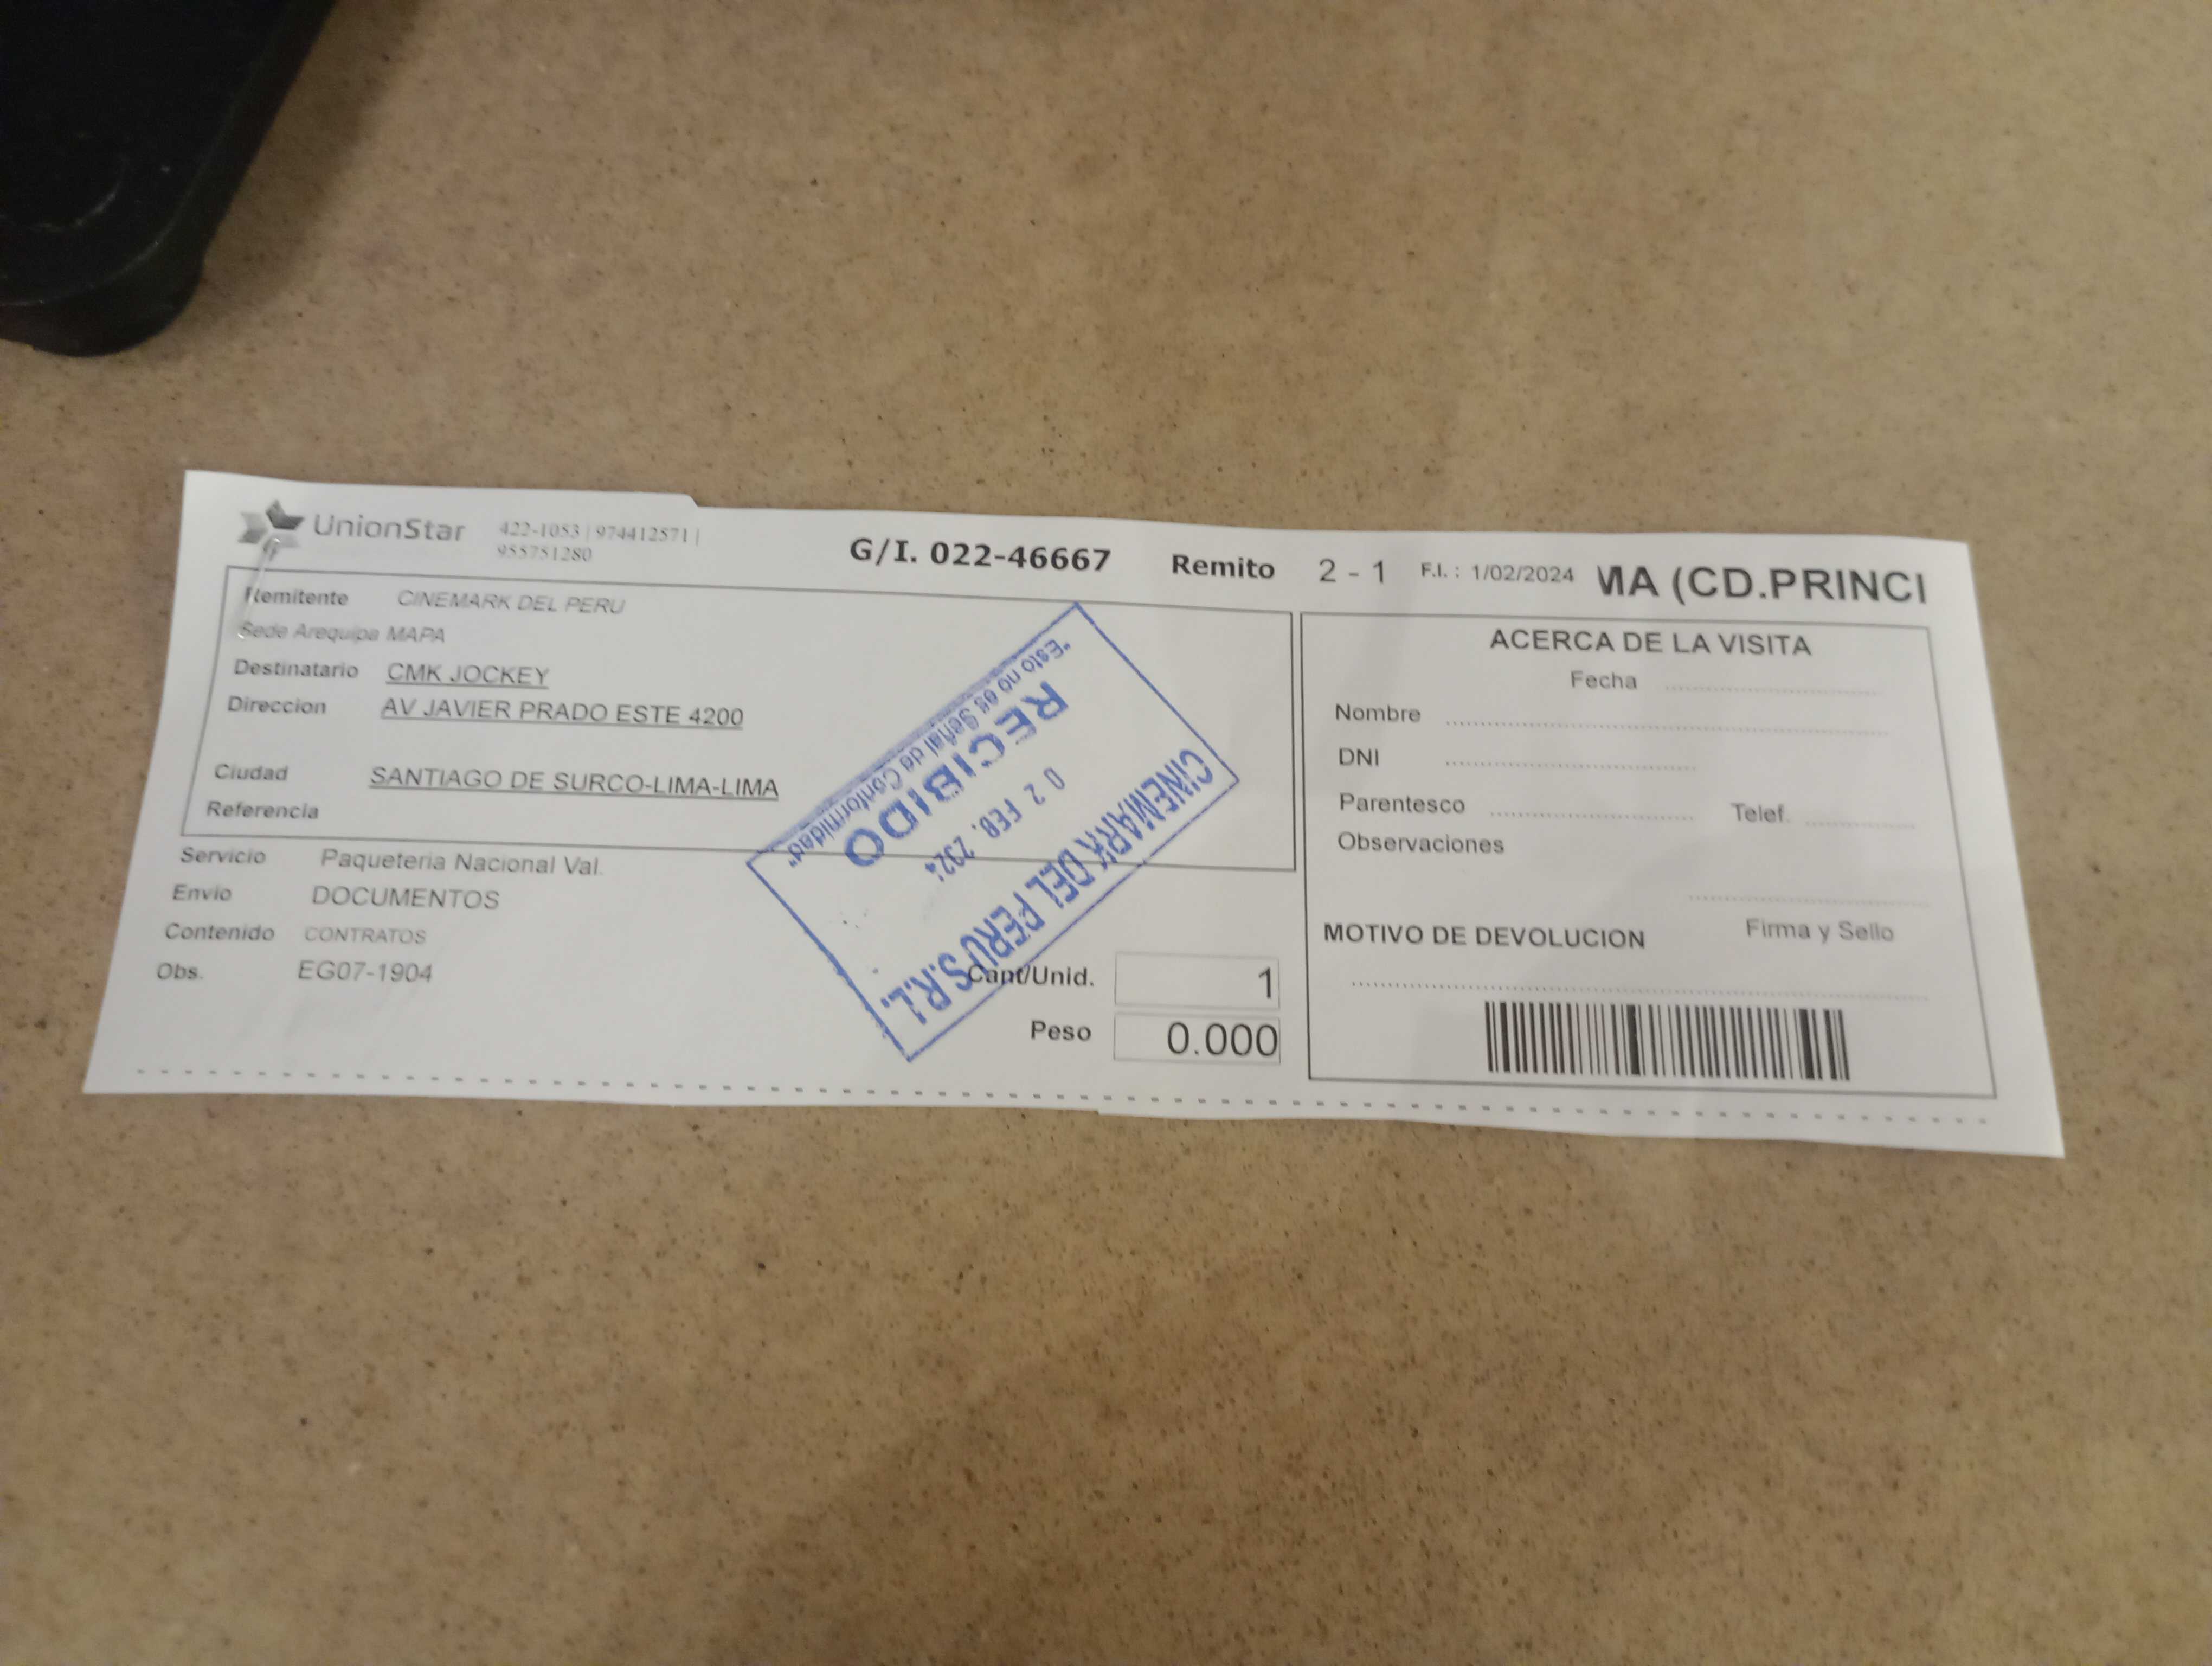 UnionStar 422-1053 | 974412571 |
955751280
G/I. 022-46667 Remito 2 - 1 F.I. : 1/02/2024 MA (CD.PRINCI
Remitente CINEMARK DEL PERU
Sede Arequipa MAPA
Destinatario CMK JOCKEY
Direccion AV JAVIER PRADO ESTE 4200
Ciudad SANTIAGO DE SURCO-LIMA-LIMA
Referencia
Servicio Paqueteria Nacional Val.
Envio DOCUMENTOS
Contenido CONTRATOS
Obs. EG07-1904
Cant/Unid. 1
Peso 0.000
CINEMARK DEL PERU S.R.L.
02 FEB. 2024
RECIBIDO
"Esto no es Señal de Conformidad"
ACERCA DE LA VISITA
Fecha
Nombre
DNI
Parentesco Telef.
Observaciones
Firma y Sello
MOTIVO DE DEVOLUCION